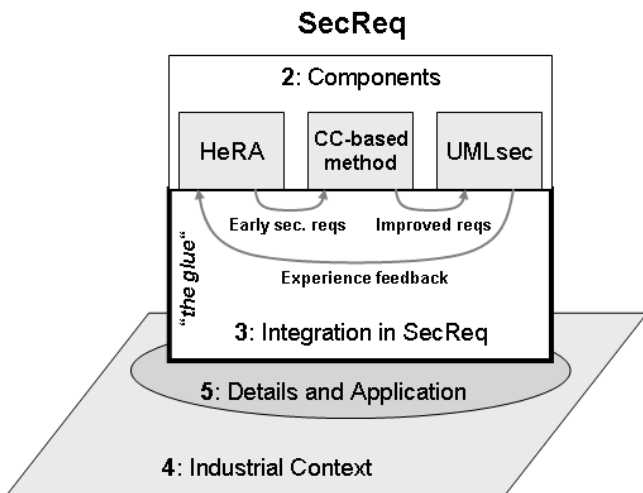 SecReq
2: Components
HeRA
CC-based
method
UMLsec
Early sec. reqs
Improved reqs
Experience feedback
"the glue"
3: Integration in SecReq
5: Details and Application
4: Industrial Context